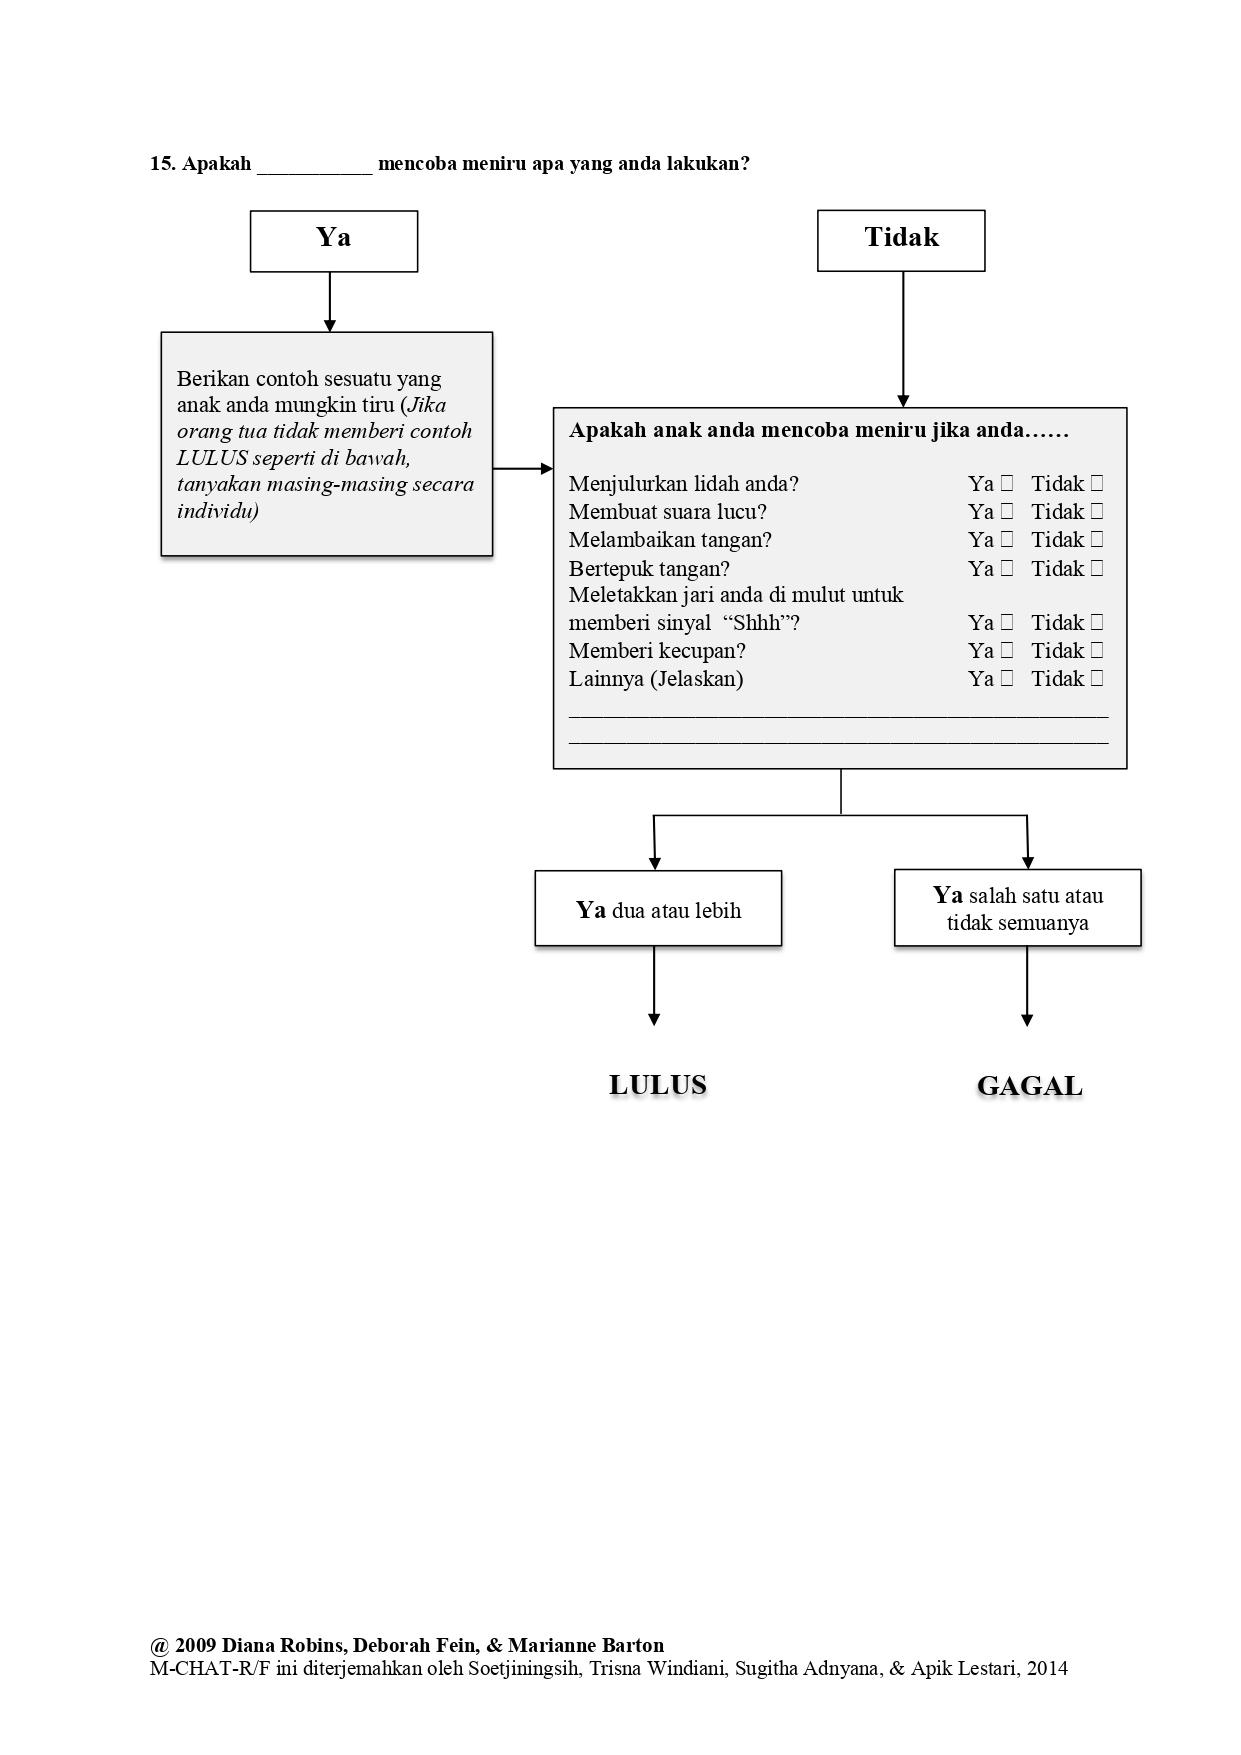 15. Apakah ___________ mencoba meniru apa yang anda lakukan?
Ya
Tidak
Berikan contoh sesuatu yang
anak anda mungkin tiru (Jika
orang tua tidak memberi contoh
LULUS seperti di bawah,
tanyakan masing-masing secara
individu)
Apakah anak anda mencoba meniru jika anda……
Menjulurkan lidah anda? Ya □ Tidak □
Membuat suara lucu? Ya □ Tidak □
Melambaikan tangan? Ya □ Tidak □
Bertepuk tangan? Ya □ Tidak □
Meletakkan jari anda di mulut untuk
memberi sinyal “Shhh”? Ya □ Tidak □
Memberi kecupan? Ya □ Tidak □
Lainnya (Jelaskan) Ya □ Tidak □
Ya dua atau lebih
Ya salah satu atau
tidak semuanya
LULUS
GAGAL
@ 2009 Diana Robins, Deborah Fein, & Marianne Barton
M-CHAT-R/F ini diterjemahkan oleh Soetjiningsih, Trisna Windiani, Sugitha Adnyana, & Apik Lestari, 2014